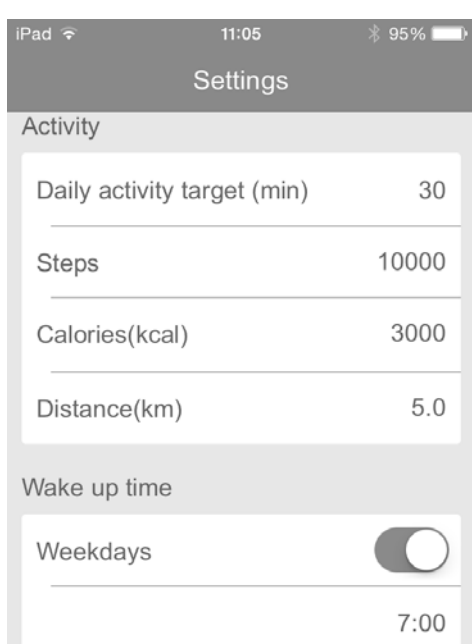 iPad 11:05 95%
Settings
Activity
Daily activity target (min) 30
Steps 10000
Calories(kcal) 3000
Distance(km) 5.0
Wake up time
Weekdays
7:00